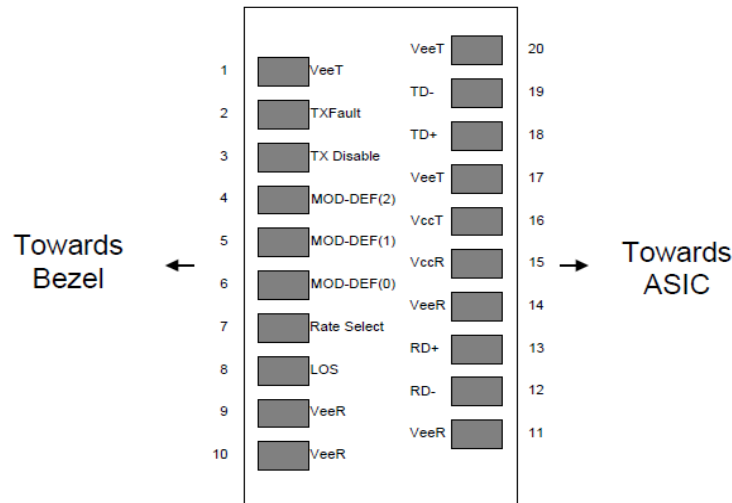 VeeT 20
1 VeeT
TD- 19
2 TXFault
TD+ 18
3 TX Disable
VeeT 17
4 MOD-DEF(2)
VccT 16
Towards
Bezel
5 MOD-DEF(1)
VccR 15
Towards
ASIC
6 MOD-DEF(0)
VeeR 14
7 Rate Select
RD+ 13
8 LOS
RD- 12
9 VeeR
VeeR 11
10 VeeR